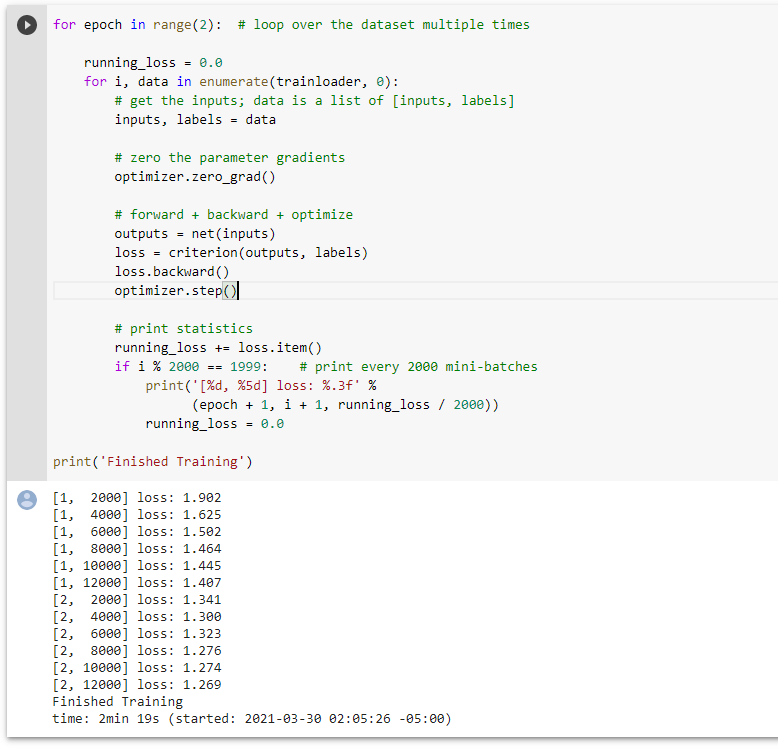 for epoch in range(2):  # loop over the dataset multiple times
    running_loss = 0.0
    for i, data in enumerate(trainloader, 0):
        # get the inputs; data is a list of [inputs, labels]
        inputs, labels = data
        # zero the parameter gradients
        optimizer.zero_grad()
        # forward + backward + optimize
        outputs = net(inputs)
        loss = criterion(outputs, labels)
        loss.backward()
        optimizer.step()
        # print statistics
        running_loss += loss.item()
        if i % 2000 == 1999:    # print every 2000 mini-batches
            print('[%d, %5d] loss: %.3f' %
                  (epoch + 1, i + 1, running_loss / 2000))
            running_loss = 0.0
print('Finished Training')
[1,  2000] loss: 1.902
[1,  4000] loss: 1.625
[1,  6000] loss: 1.502
[1,  8000] loss: 1.464
[1, 10000] loss: 1.445
[1, 12000] loss: 1.407
[2,  2000] loss: 1.341
[2,  4000] loss: 1.300
[2,  6000] loss: 1.323
[2,  8000] loss: 1.276
[2, 10000] loss: 1.274
[2, 12000] loss: 1.269
Finished Training
time: 2min 19s (started: 2021-03-30 02:05:26 -05:00)